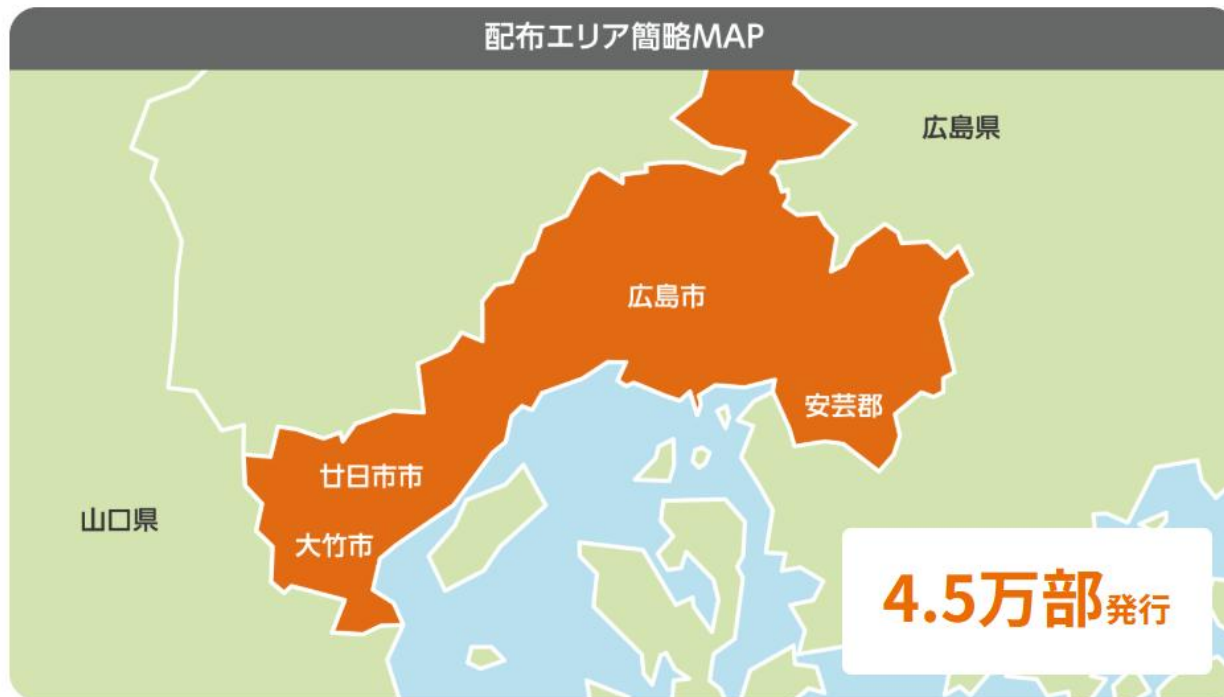 配布エリア簡略MAP
広島県
広島市
安芸郡
廿日市市
山口県
大竹市
4.5万部発行